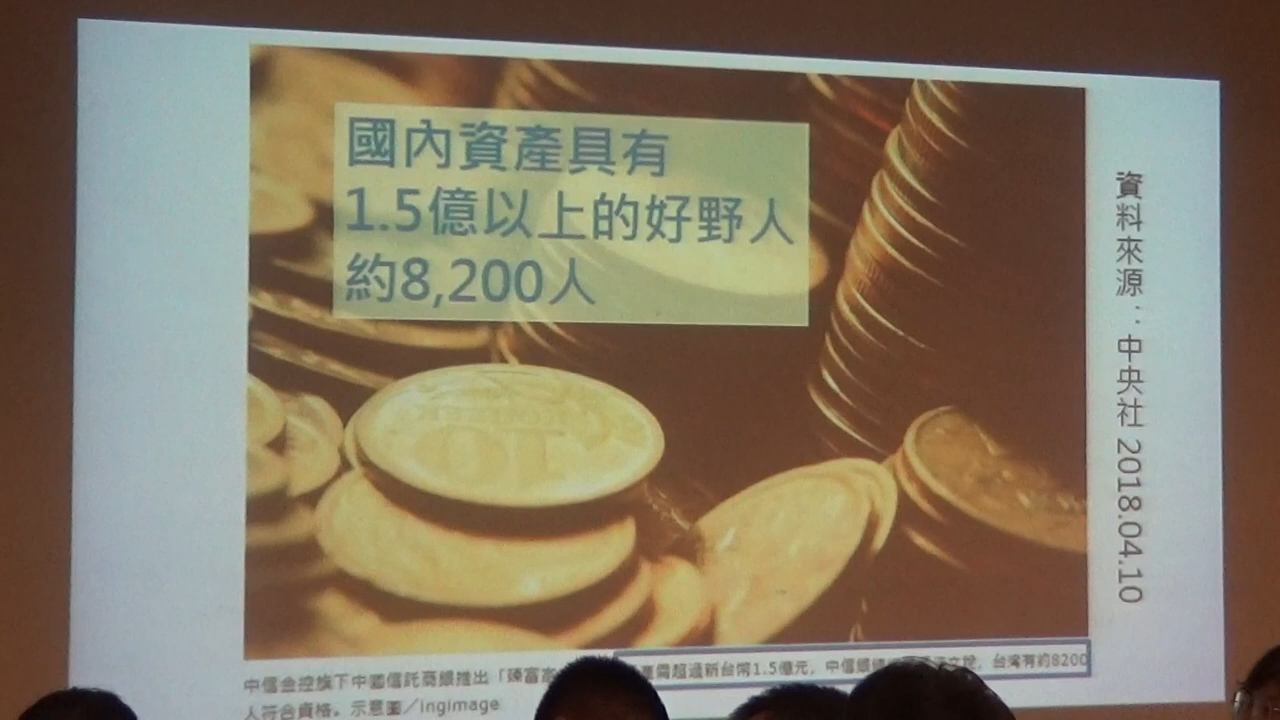 國內資產具有
1.5億以上的好野人
約8,200人
資料來源：中央社 2018.04.10
中信金控旗下中國信託商銀推出「臻富家 需超過新台幣1.5億元，中信銀 台灣有約8200
人符合資格。示意圖／ingimage